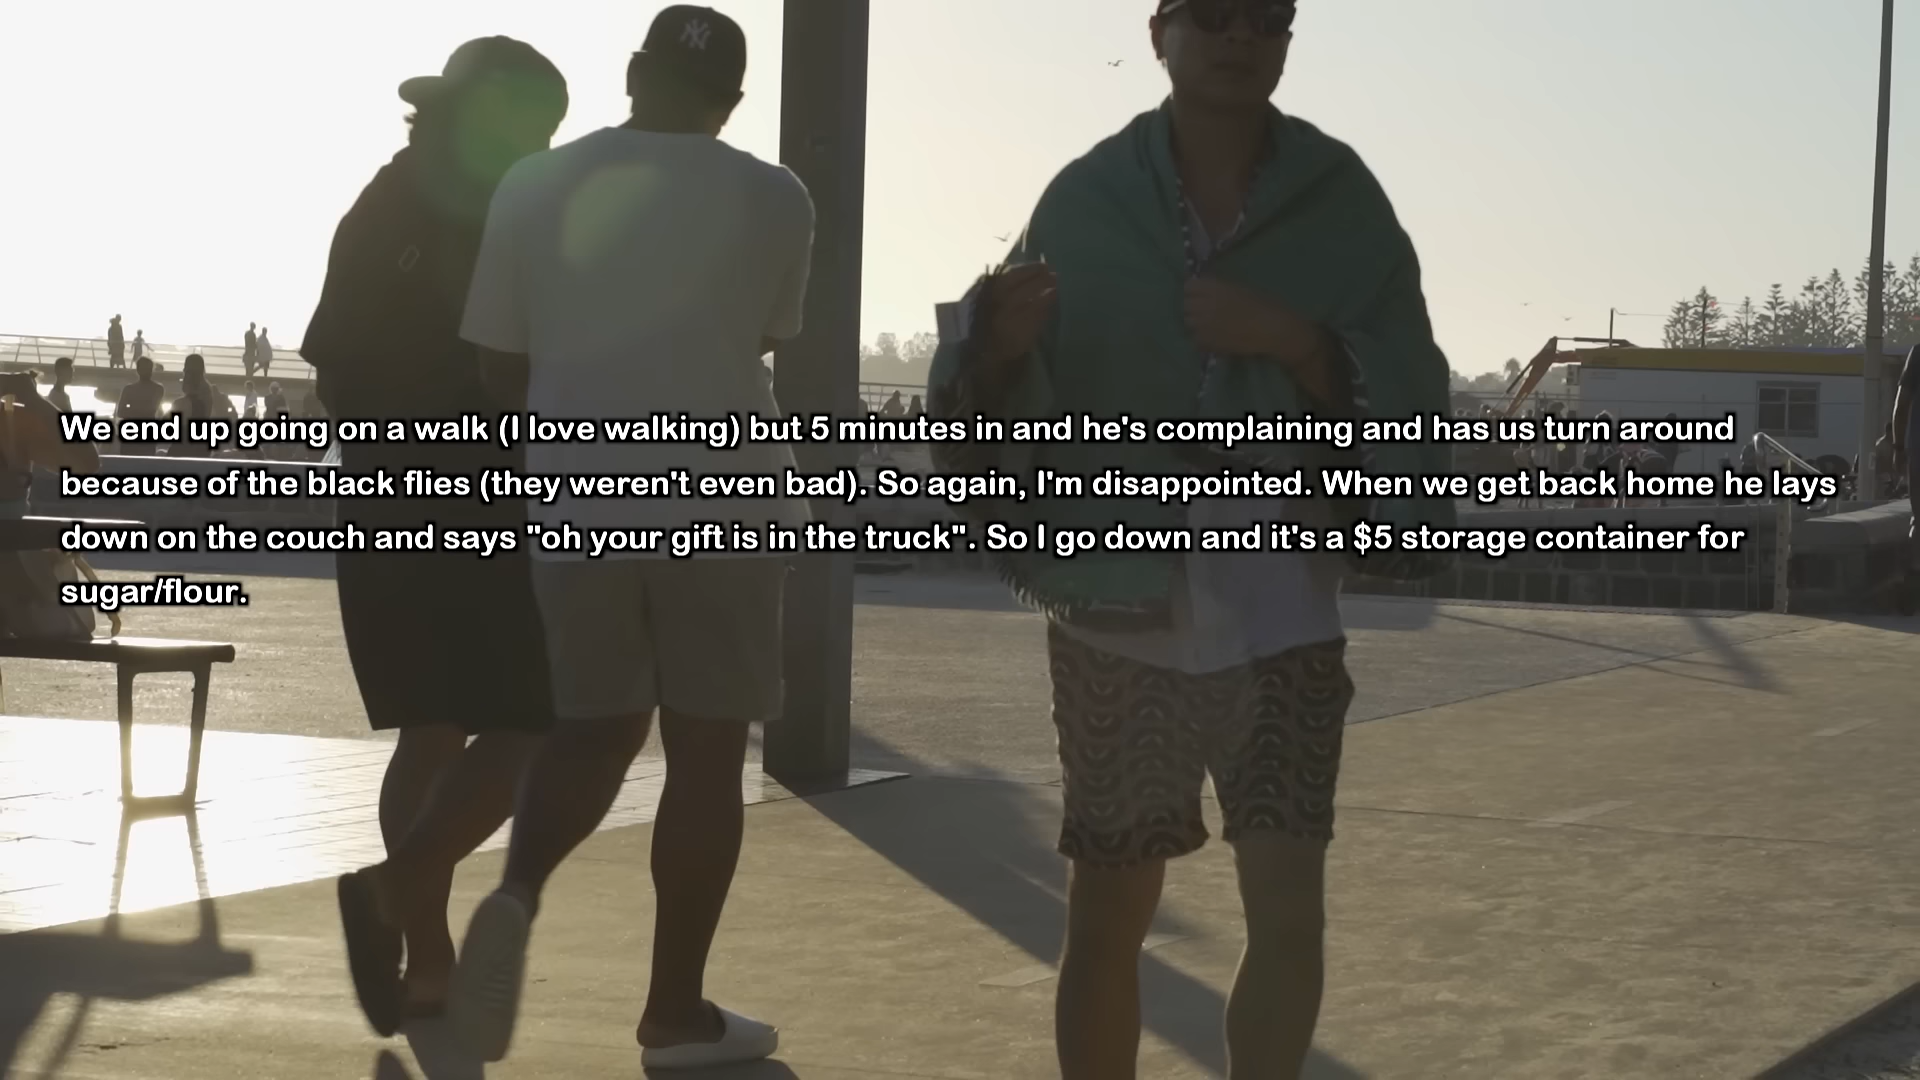 NY
We end up going on a walk (I love walking) but 5 minutes in and he's complaining and has us turn around
because of the black flies (they weren't even bad). So again, I'm disappointed. When we get back home he lays
down on the couch and says "oh your gift is in the truck". So I go down and it's a $5 storage container for
sugar/flour.